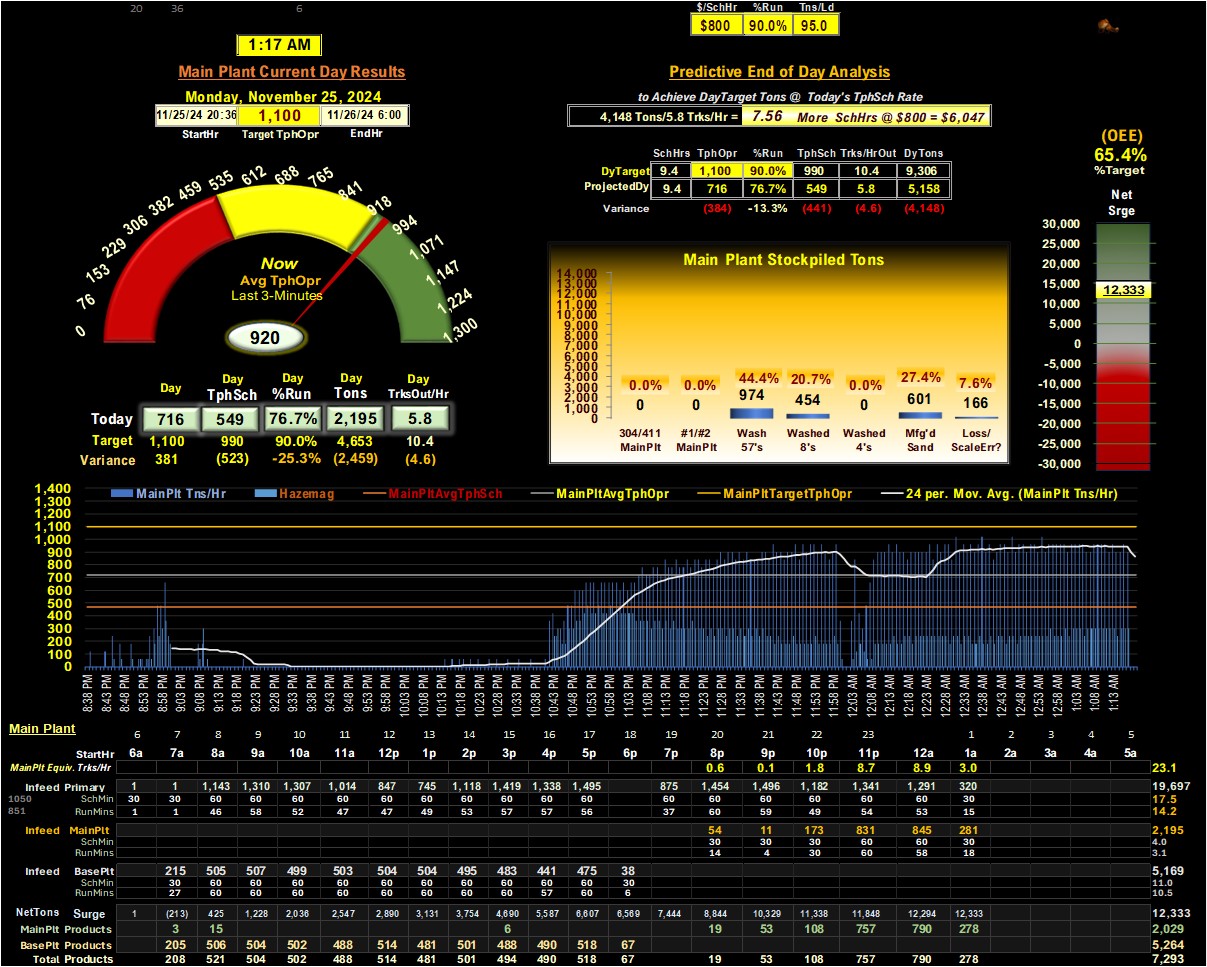 20 36 6
$/SchHr %Run Tns/Ld
$800 90.0% 95.0
1:17 AM
Main Plant Current Day Results
Monday, November 25, 2024
11/25/24 20:36 1,100 11/26/24 6:00
StartHr Target TphOpr EndHr
Predictive End of Day Analysis
to Achieve DayTarget Tons @ Today's TphSch Rate
4,148 Tons/5.8 Trks/Hr = 7.56 More SchHrs @ $800 = $6,047
SchHrs TphOpr %Run TphSch Trks/HrOut DyTons
DyTarget 9.4 1,100 90.0% 990 10.4 9,306
ProjectedDy 9.4 716 76.7% 549 5.8 5,158
Variance (384) -13.3% (441) (4.6) (4,148)
(OEE)
65.4%
%Target
Net
Srge
30,000
25,000
20,000
15,000
12,333
10,000
5,000
0
-5,000
-10,000
-15,000
-20,000
-25,000
-30,000
0 76 153 229 306 382 459 535 612 688 765 841 918 994 1,071 1,147 1,224 1,300
Now
Avg TphOpr
Last 3-Minutes
920
Day Day Day Day Day
TphSch %Run Tons TrksOut/Hr
Today 716 549 76.7% 2,195 5.8
Target 1,100 990 90.0% 4,653 10.4
Variance 381 (523) -25.3% (2,459) (4.6)
Main Plant Stockpiled Tons
14,000
13,000
12,000
11,000
10,000
9,000
8,000
7,000
6,000
5,000
4,000
3,000
2,000
1,000
0
0.0% 0.0% 44.4% 20.7% 0.0% 27.4% 7.6%
0 0 974 454 0 601 166
304/411 #1/#2 Wash Washed Washed Mfg'd Loss/
MainPlt MainPlt 57's 8's 4's Sand ScaleErr?
MainPlt Tns/Hr Hazemag MainPltAvgTphSch MainPltAvgTphOpr MainPltTargetTphOpr 24 per. Mov. Avg. (MainPlt Tns/Hr)
1,400
1,300
1,200
1,100
1,000
900
800
700
600
500
400
300
200
100
0
8:38 PM 8:43 PM 8:48 PM 8:53 PM 8:58 PM 9:03 PM 9:08 PM 9:13 PM 9:18 PM 9:23 PM 9:28 PM 9:33 PM 9:38 PM 9:43 PM 9:48 PM 9:53 PM 9:58 PM 10:03 PM 10:13 PM 10:18 PM 10:28 PM 10:33 PM 10:38 PM 10:43 PM 10:48 PM 10:53 PM 11:03 PM 11:08 PM 11:13 PM 11:18 PM 11:23 PM 11:28 PM 11:33 PM 11:38 PM 11:43 PM 11:48 PM 11:53 PM 11:58 PM 12:03 AM 12:08 AM 12:13 AM 12:18 AM 12:23 AM 12:28 AM 12:33 AM 12:38 AM 12:43 AM 12:48 AM 12:53 AM 12:58 AM 1:03 AM 1:08 AM 1:13 AM
Main Plant 6 7 8 9 10 11 12 13 14 15 16 17 18 19 20 21 22 23 1 2 3 4 5
StartHr 6a 7a 8a 9a 10a 11a 12p 1p 2p 3p 4p 5p 6p 7p 8p 9p 10p 11p 12a 1a 2a 3a 4a 5a
MainPlt Equiv. Trks/Hr 0.6 0.1 1.8 8.7 8.9 3.0 23.1
Infeed Primary 1 1 1,143 1,310 1,307 1,014 847 745 1,118 1,419 1,338 1,495 875 1,454 1,496 1,182 1,341 1,291 320 19,697
1050 SchMin 30 30 60 60 60 60 60 60 60 60 60 60 60 60 60 60 60 60 30 17.5
851 RunMins 1 1 46 58 52 47 47 49 53 57 57 56 37 60 59 49 54 53 15 14.2
Infeed MainPlt 54 11 173 831 845 281 2,195
SchMin 30 30 30 60 60 30 4.0
RunMins 14 4 30 60 58 18 3.1
Infeed BasePlt 215 505 507 499 503 504 504 495 483 441 475 38 5,169
SchMin 30 60 60 60 60 60 60 60 60 60 60 30 11.0
RunMins 27 60 60 60 60 60 60 60 60 57 60 6 10.5
NetTons Surge 1 (213) 425 1,228 2,036 2,547 2,890 3,131 3,754 4,690 5,587 6,607 6,569 7,444 8,844 10,329 11,338 11,848 12,294 12,333 12,333
MainPlt Products 3 15 6 19 53 108 757 790 278 2,029
BasePlt Products 205 506 504 502 488 514 481 501 488 490 518 67 5,264
Total Products 208 521 504 502 488 514 481 501 494 490 518 67 19 53 108 757 790 278 7,293